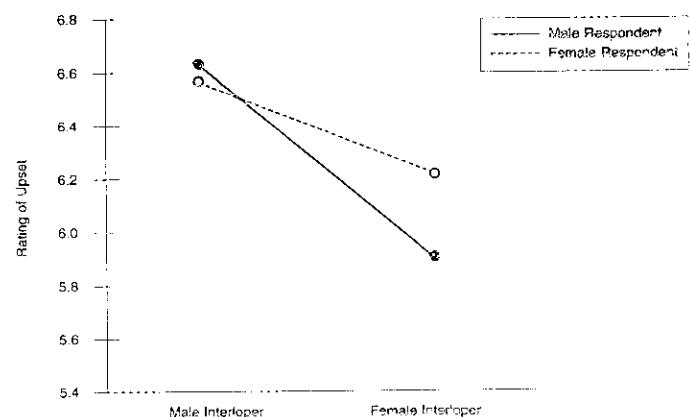 6.8
Male Respondent
Female Respondent
6.6
6.4
6.2
6.0
5.8
5.6
5.4
Rating of Upset
Male Interloper
Female Interloper